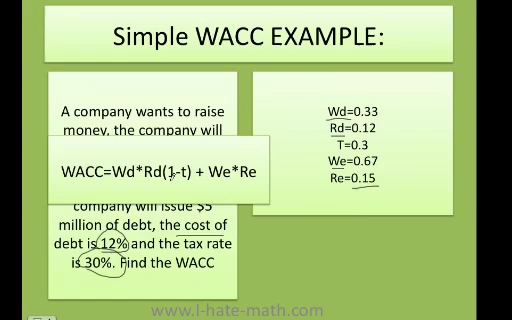 Simple WACC EXAMPLE:
A company wants to raise
money, the company will
WACC=Wd*Rd(1-t) + We*Re
company will issue $5
million of debt, the cost of
debt is 12% and the tax rate
is 30%. Find the WACC
Wd=0.33
Rd=0.12
T=0.3
We=0.67
Re=0.15
www.I-hate-math.com